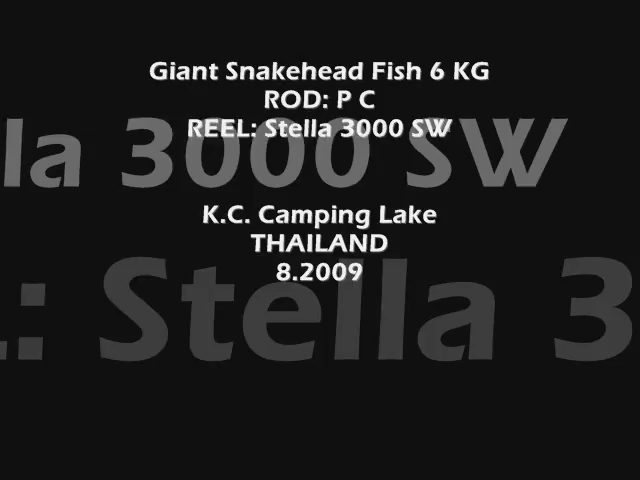 Giant Snakehead Fish 6 KG
ROD: P C
REEL: Stella 3000 SW
lla 3000 SW
K.C. Camping Lake
THAILAND
8.2009
: Stella 3